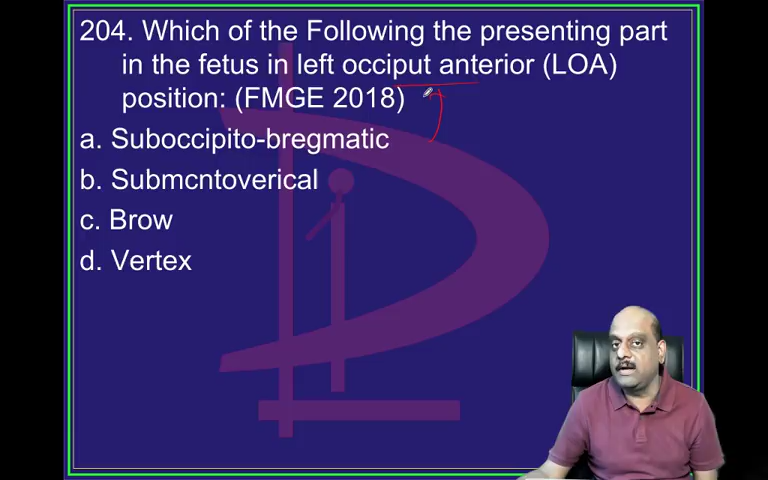 204. Which of the Following the presenting part
in the fetus in left occiput anterior (LOA)
position: (FMGE 2018)
a. Suboccipito-bregmatic
b. Submcntoverical
c. Brow
d. Vertex